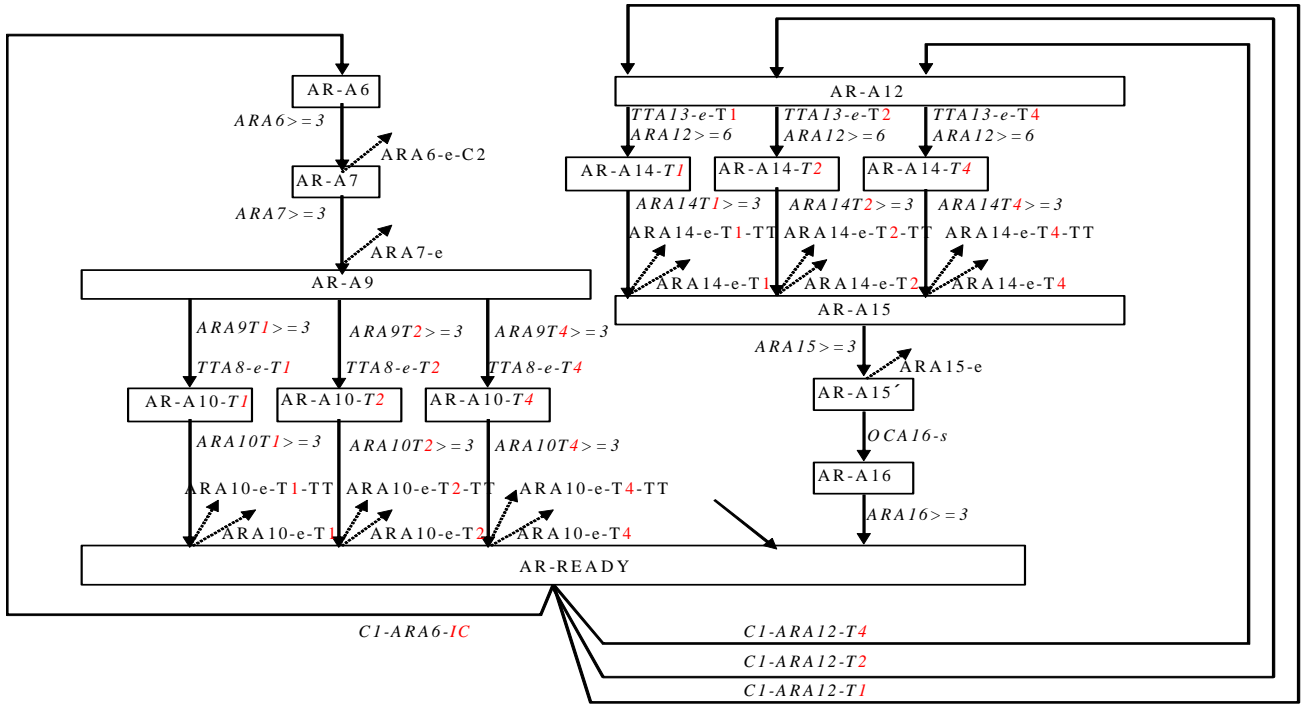 AR-A6
ARA6>=3
ARA6-e-C2
AR-A7
ARA7>=3
ARA7-e
AR-A9
ARA9T1>=3
ARA9T2>=3
ARA9T4>=3
TTA8-e-T1
TTA8-e-T2
TTA8-e-T4
AR-A10-T1
AR-A10-T2
AR-A10-T4
ARA10T1>=3
ARA10T2>=3
ARA10T4>=3
ARA10-e-T1-TT
ARA10-e-T2-TT
ARA10-e-T4-TT
ARA10-e-T1
ARA10-e-T2
ARA10-e-T4
AR-A12
TTA13-e-T1
TTA13-e-T2
TTA13-e-T4
ARA12>=6
ARA12>=6
ARA12>=6
AR-A14-T1
AR-A14-T2
AR-A14-T4
ARA14T1>=3
ARA14T2>=3
ARA14T4>=3
ARA14-e-T1-TT
ARA14-e-T2-TT
ARA14-e-T4-TT
ARA14-e-T1
ARA14-e-T2
ARA14-e-T4
AR-A15
ARA15>=3
ARA15-e
AR-A15´
OCA16-s
AR-A16
ARA16>=3
AR-READY
C1-ARA6-IC
C1-ARA12-T4
C1-ARA12-T2
C1-ARA12-T1